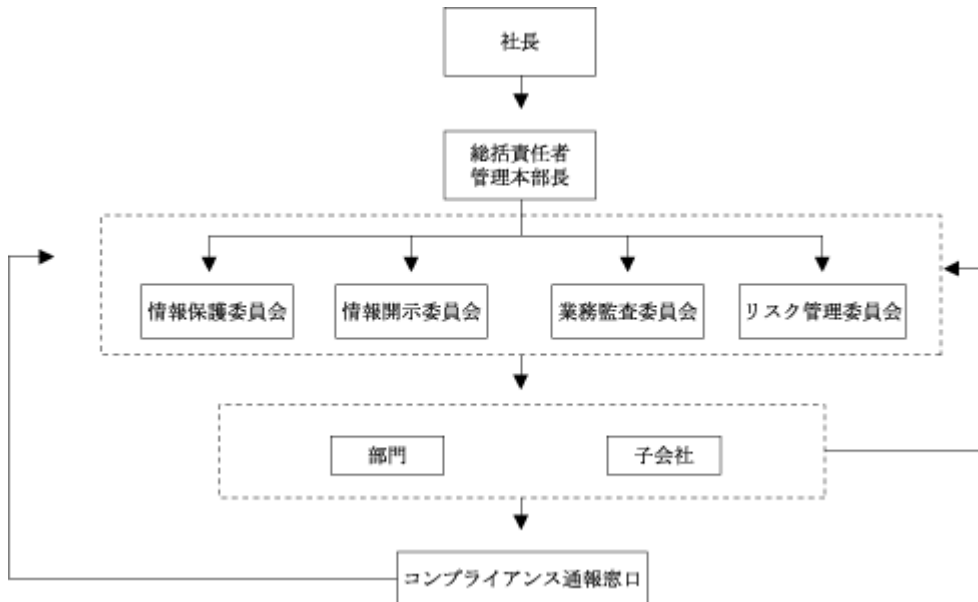 社長
総括責任者
管理本部長
情報保護委員会
情報開示委員会
業務監査委員会
リスク管理委員会
部門
子会社
コンプライアンス通報窓口